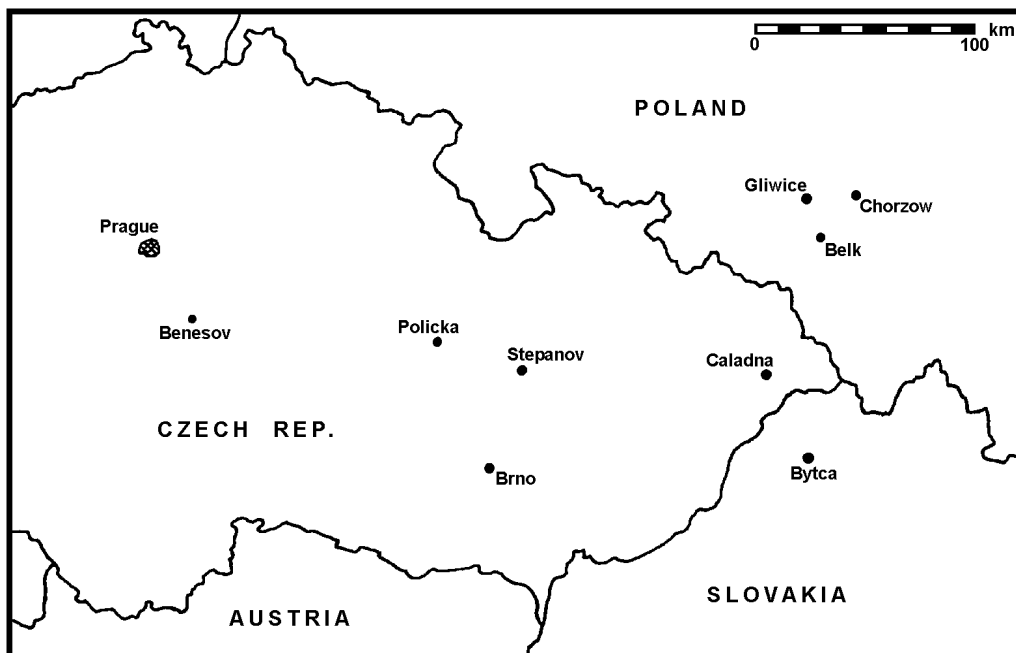 km
0 100
POLAND
Gliwice
Chorzow
Prague
Belk
Benesov
Policka
Stepanov
Caladna
CZECH REP.
Brno
Bytca
SLOVAKIA
AUSTRIA